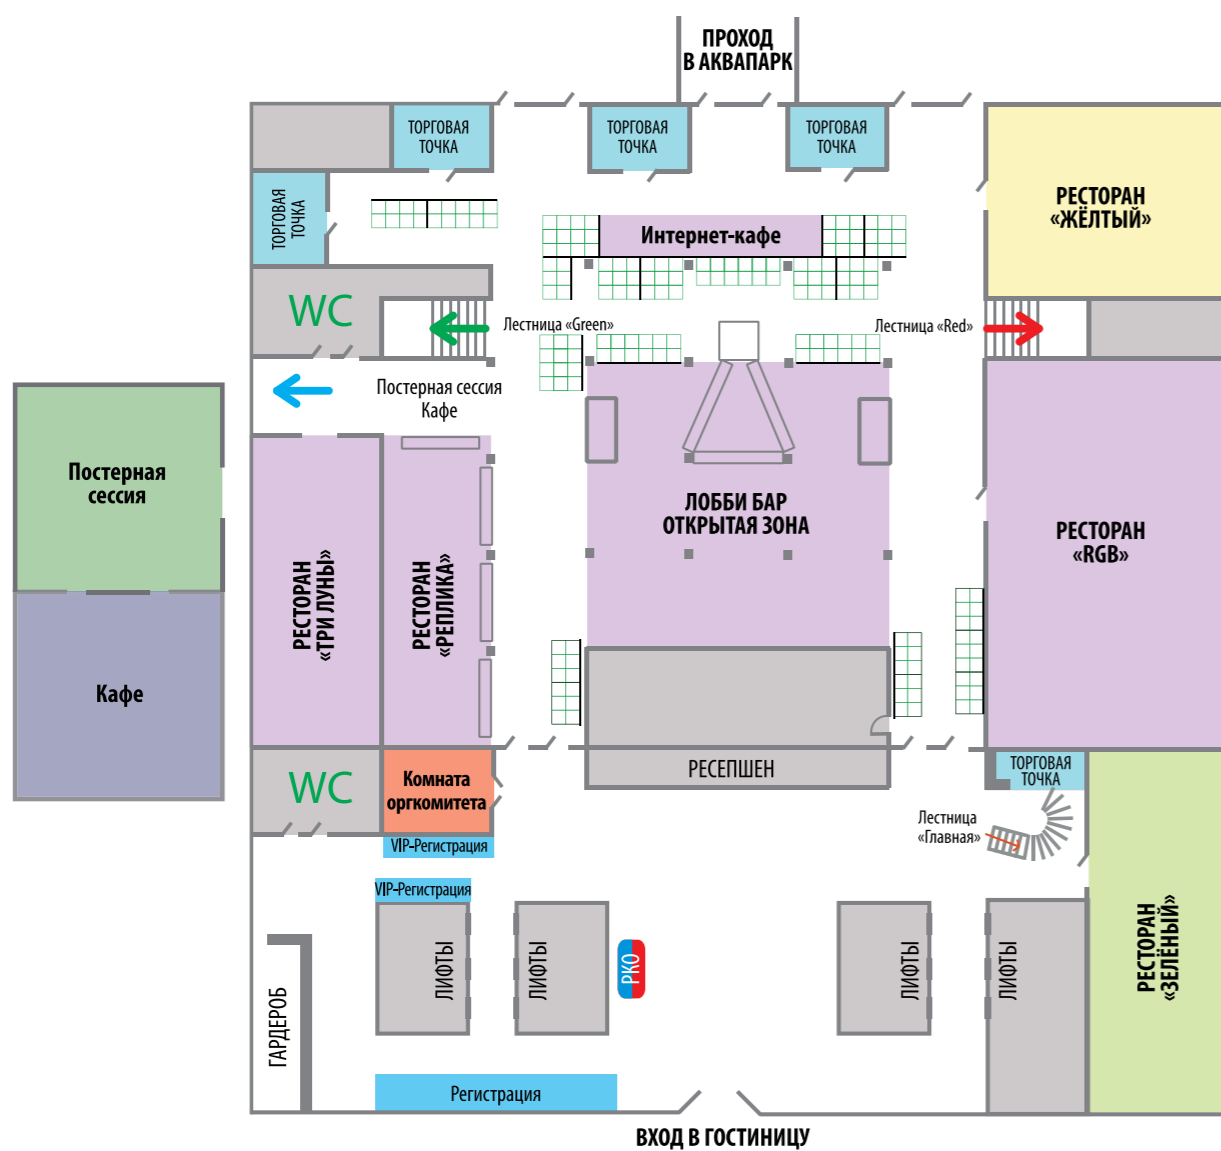 ПРОХОД
В АКВАПАРК
ТОРГОВАЯ
ТОЧКА
ТОРГОВАЯ
ТОЧКА
ТОРГОВАЯ
ТОЧКА
ТОРГОВАЯ
ТОЧКА
РЕСТОРАН
«ЖЁЛТЫЙ»
Интернет-кафе
WC
Лестница «Green»
Лестница «Red»
Постерная сессия
Кафе
Постерная
сессия
ЛОББИ БАР
ОТКРЫТАЯ ЗОНА
РЕСТОРАН
«RGB»
РЕСТОРАН
«ТРИ ЛУНЫ»
РЕСТОРАН
«РЕПЛИКА»
Кафе
WC
Комната
оргкомитета
РЕСЕПШЕН
ТОРГОВАЯ
ТОЧКА
Лестница
«Главная»
VIP-Регистрация
VIP-Регистрация
ЛИФТЫ
ЛИФТЫ
РКО
ЛИФТЫ
ЛИФТЫ
РЕСТОРАН
«ЗЕЛЁНЫЙ»
ГАРДЕРОБ
Регистрация
ВХОД В ГОСТИНИЦУ